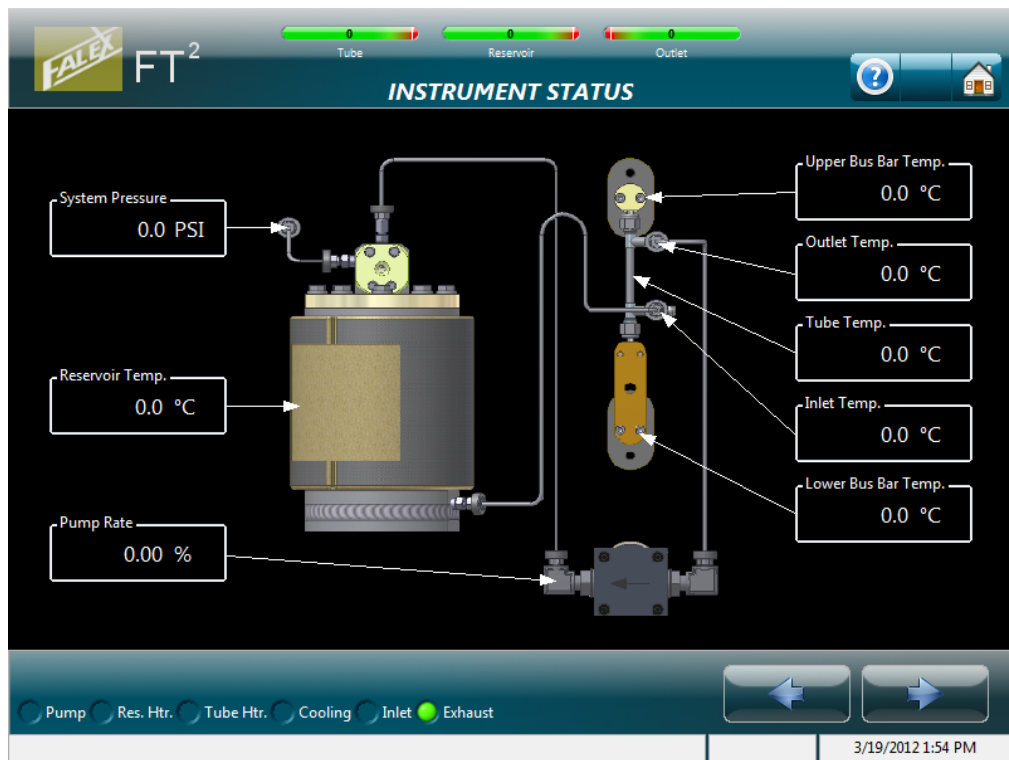 FALEX
FT²
0
Tube
0
Reservoir
0
Outlet
INSTRUMENT STATUS
?
System Pressure
0.0 PSI
Reservoir Temp.
0.0 °C
Pump Rate
0.00 %
Upper Bus Bar Temp.
0.0 °C
Outlet Temp.
0.0 °C
Tube Temp.
0.0 °C
Inlet Temp.
0.0 °C
Lower Bus Bar Temp.
0.0 °C
Pump Res. Htr. Tube Htr. Cooling Inlet Exhaust
3/19/2012 1:54 PM